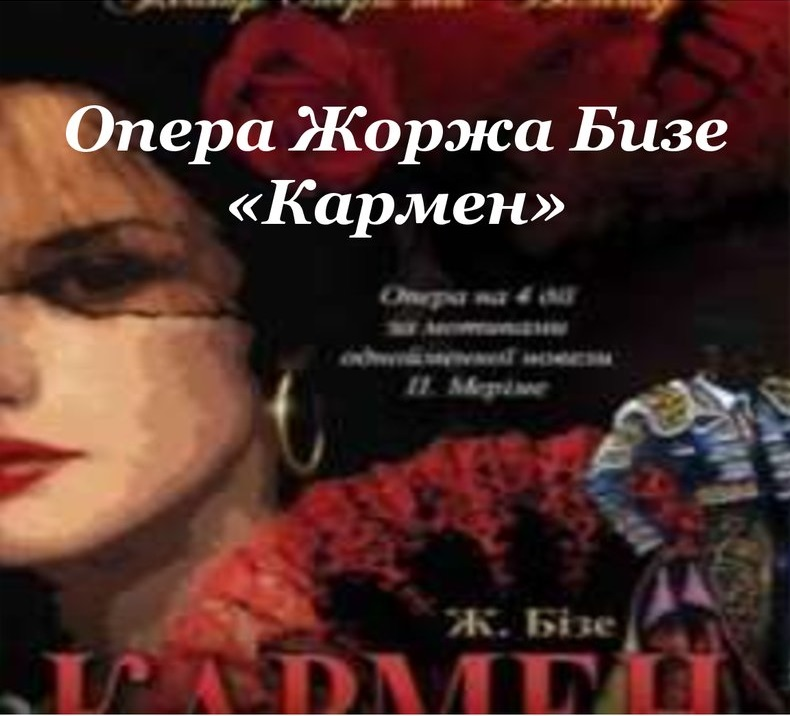 Опера Жоржа Бизе
«Кармен»
Опера на 4 дії
за мотивами
однойменної новели
П. Меріме
Ж. Бізе
КАРМЕН